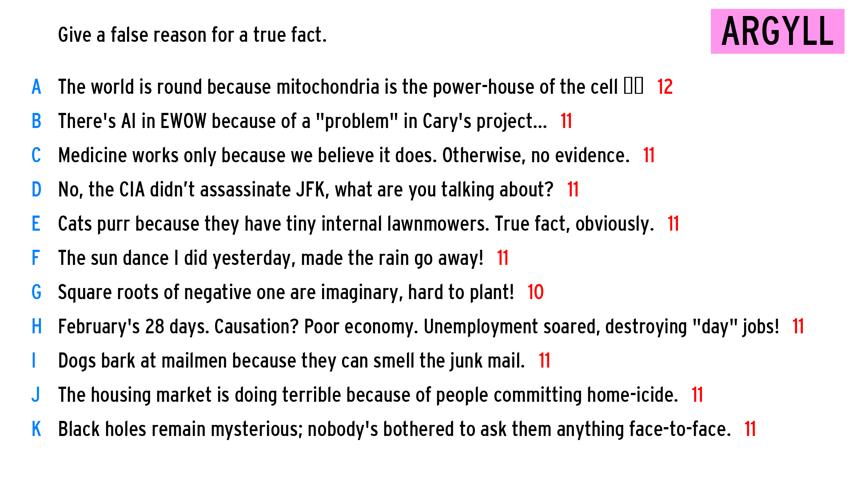 Give a false reason for a true fact.
ARGYLL
A The world is round because mitochondria is the power-house of the cell 12
B There's AI in EWOW because of a "problem" in Cary's project... 11
C Medicine works only because we believe it does. Otherwise, no evidence. 11
D No, the CIA didn’t assassinate JFK, what are you talking about? 11
E Cats purr because they have tiny internal lawnmowers. True fact, obviously. 11
F The sun dance I did yesterday, made the rain go away! 11
G Square roots of negative one are imaginary, hard to plant! 10
H February's 28 days. Causation? Poor economy. Unemployment soared, destroying "day" jobs! 11
I Dogs bark at mailmen because they can smell the junk mail. 11
J The housing market is doing terrible because of people committing home-icide. 11
K Black holes remain mysterious; nobody's bothered to ask them anything face-to-face. 11